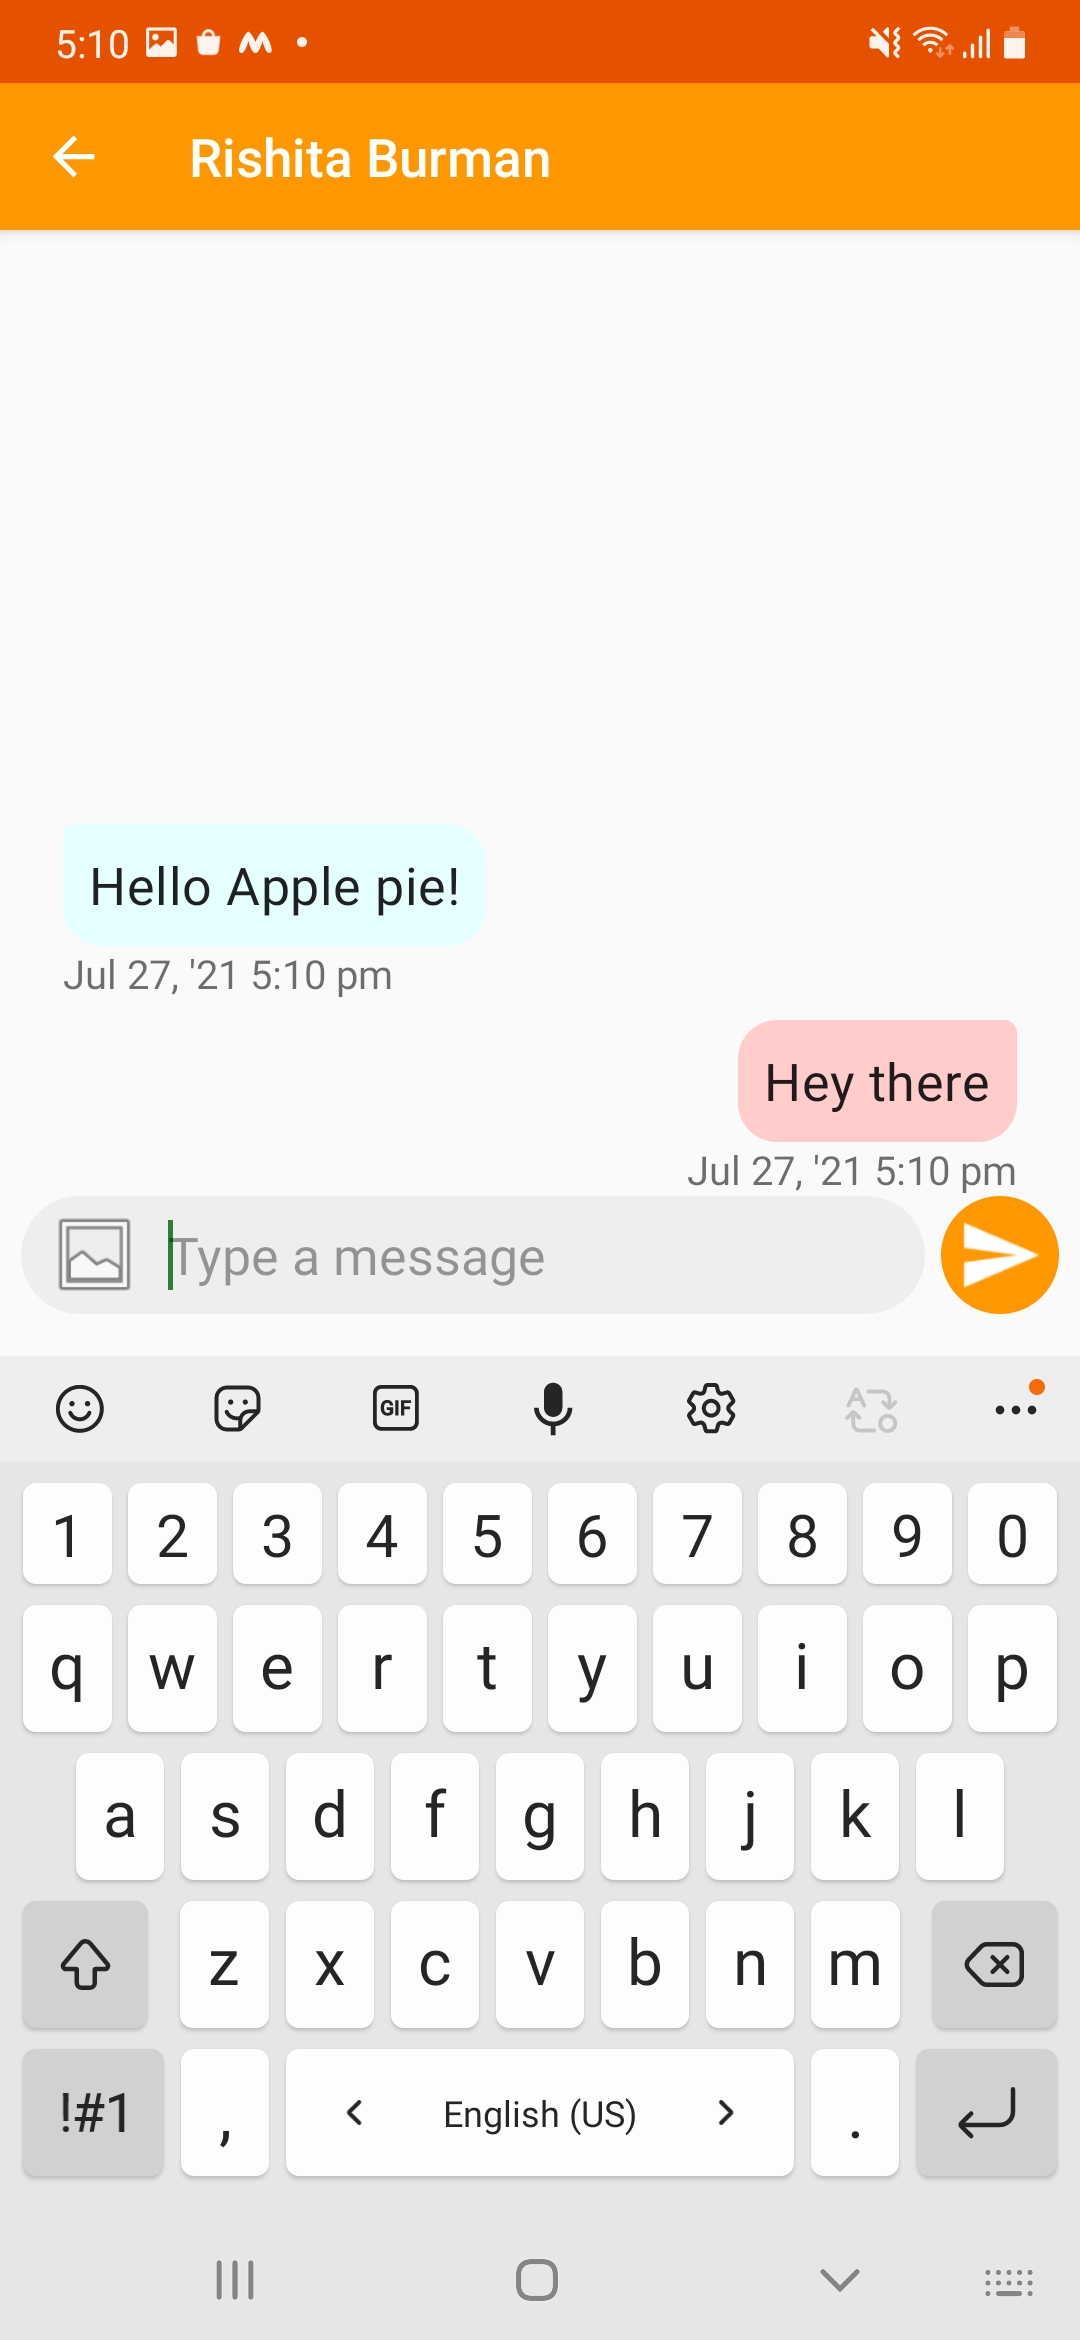 5:10
Rishita Burman
Hello Apple pie!
Jul 27, '21 5:10 pm
Hey there
Jul 27, '21 5:10 pm
Type a message
GIF
A
1 2 3 4 5 6 7 8 9 0
q w e r t y u i o p
a s d f g h j k l
z x c v b n m
!#1 , English (US) .